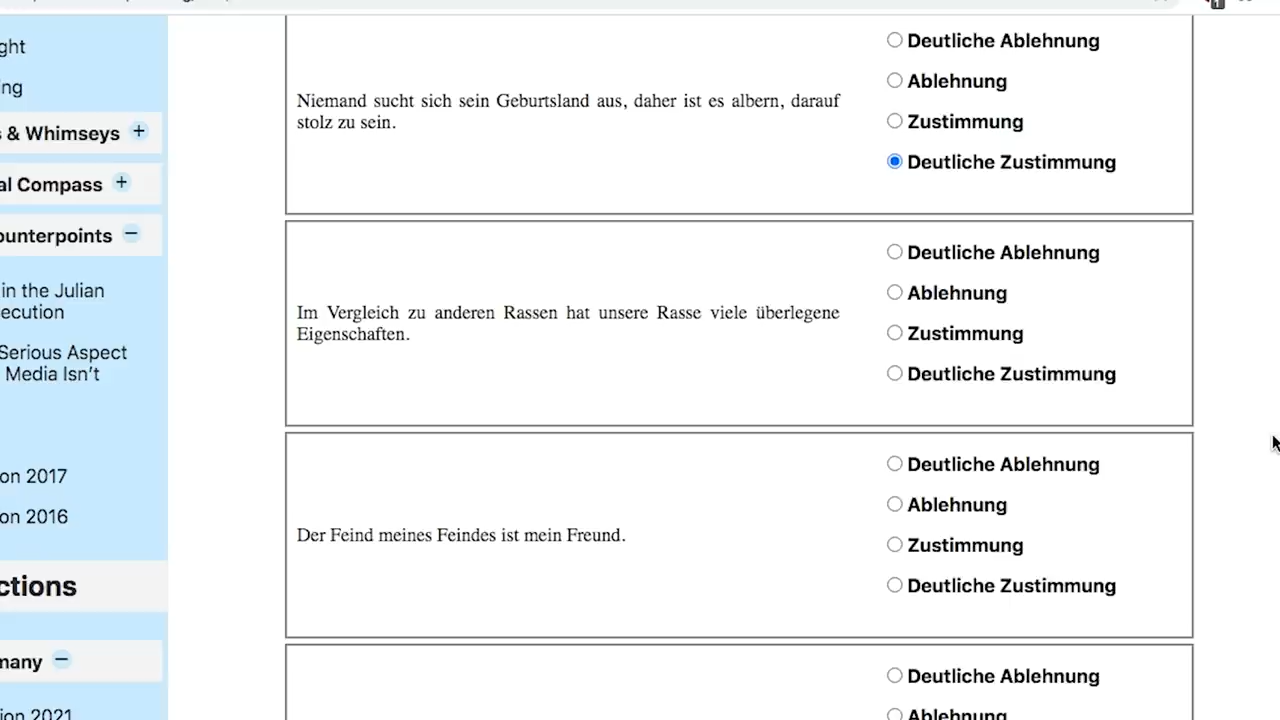 ght
ng
s & Whimseys +
al Compass +
ounterpoints −
in the Julian
ecution
Serious Aspect
Media Isn't
on 2017
on 2016
ctions
many −
ion 2021
Deutliche Ablehnung
Ablehnung
Niemand sucht sich sein Geburtsland aus, daher ist es albern, darauf
stolz zu sein.
Zustimmung
Deutliche Zustimmung
Deutliche Ablehnung
Ablehnung
Im Vergleich zu anderen Rassen hat unsere Rasse viele überlegene
Eigenschaften.
Zustimmung
Deutliche Zustimmung
Deutliche Ablehnung
Ablehnung
Der Feind meines Feindes ist mein Freund.
Zustimmung
Deutliche Zustimmung
Deutliche Ablehnung
Ablehnung